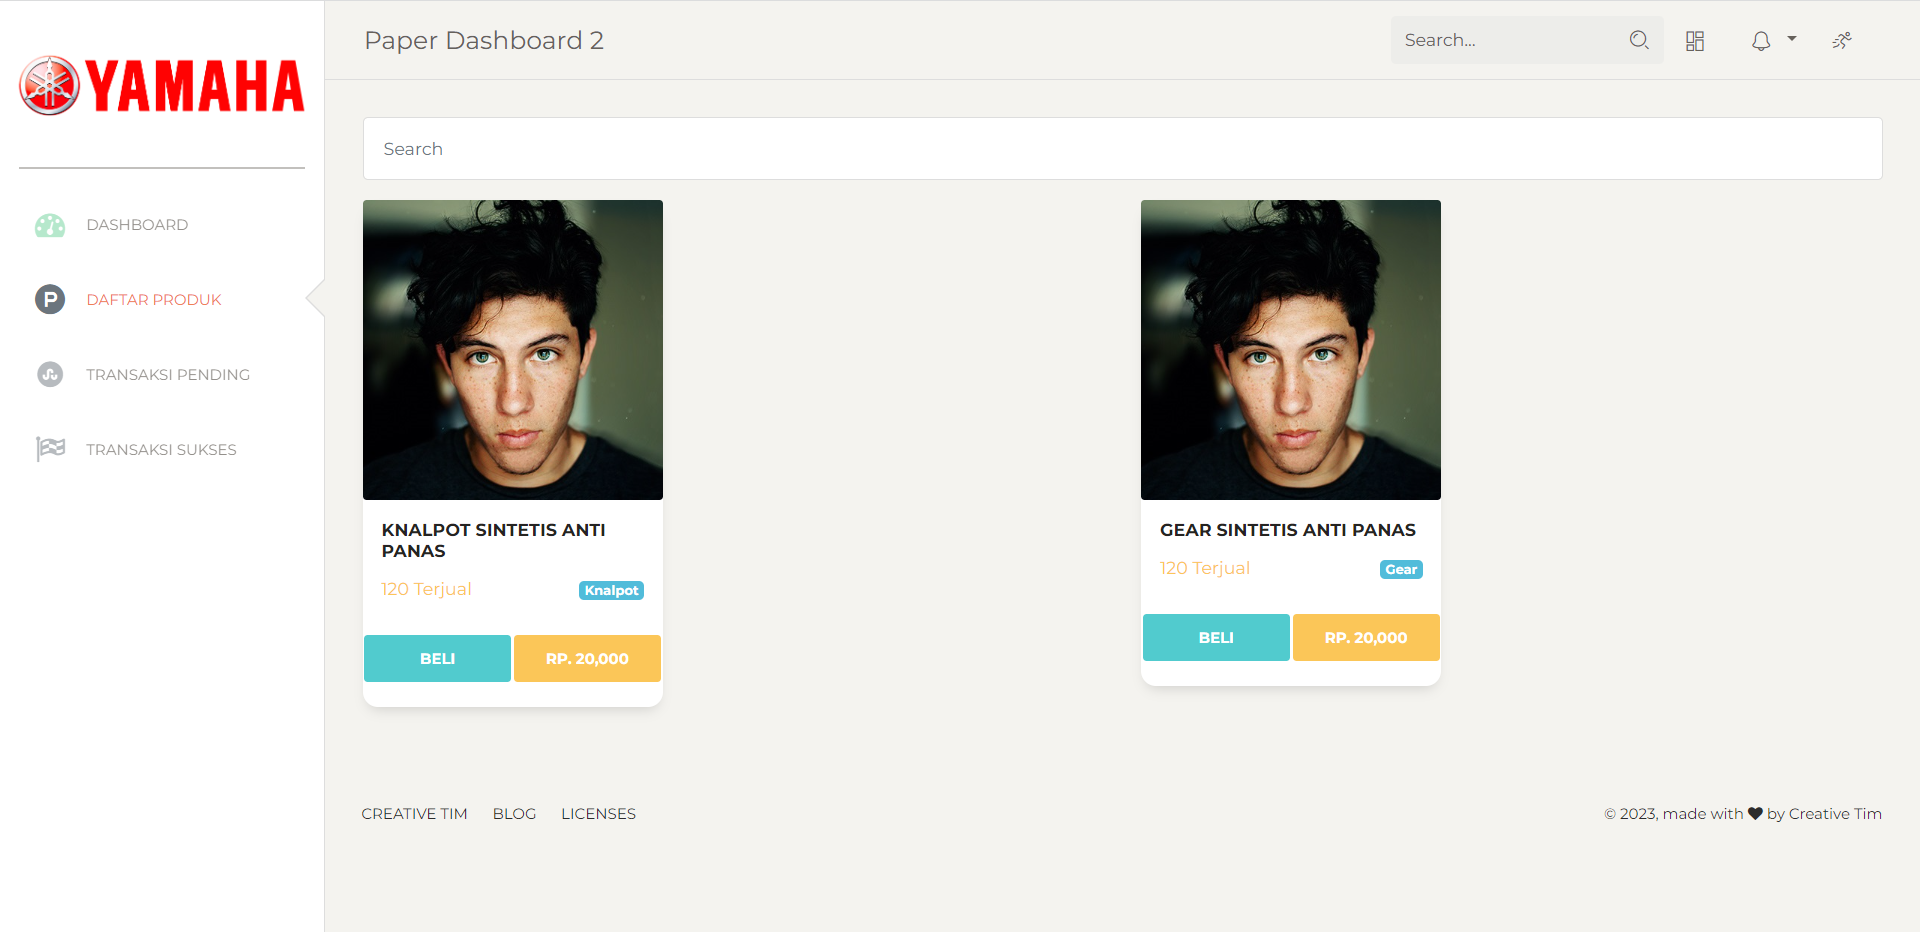 YAMAHA
DASHBOARD
DAFTAR PRODUK
TRANSAKSI PENDING
TRANSAKSI SUKSES
Paper Dashboard 2
Search...
Search
KNALPOT SINTETIS ANTI
PANAS
120 Terjual
Knalpot
BELI
RP. 20,000
GEAR SINTETIS ANTI PANAS
120 Terjual
Gear
BELI
RP. 20,000
CREATIVE TIM BLOG LICENSES
© 2023, made with ♥ by Creative Tim